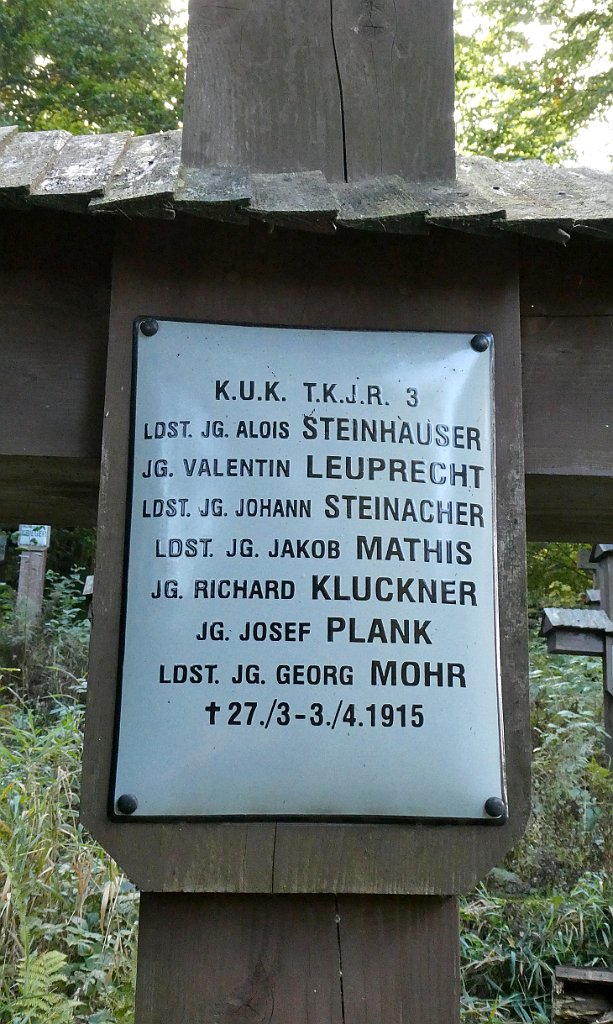 K.U.K. T.K.J.R. 3
LDST. JG. ALOIS STEINHAUSER
JG. VALENTIN LEUPRECHT
LDST. JG. JOHANN STEINACHER
LDST. JG. JAKOB MATHIS
JG. RICHARD KLUCKNER
JG. JOSEF PLANK
LDST. JG. GEORG MOHR
✝ 27./3-3./4.1915